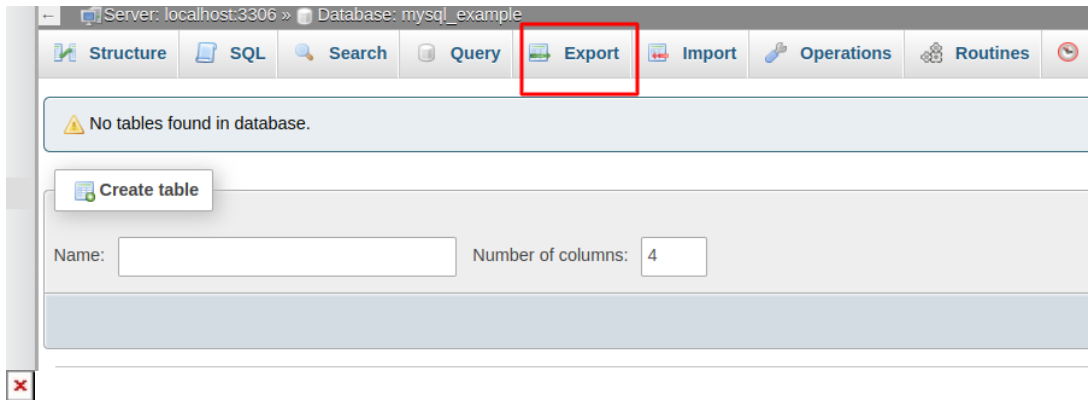 ← Server: localhost:3306 » Database: mysql_example
Structure SQL Search Query Export Import Operations Routines
No tables found in database.
Create table
Name: Number of columns: 4